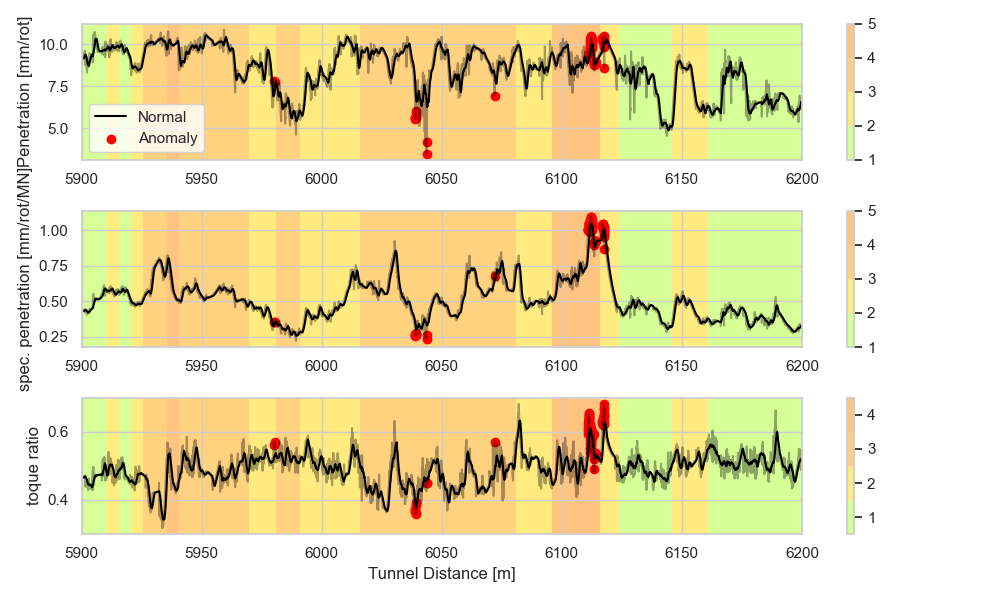 Penetration [mm/rot]
10.0
7.5
5.0
Normal
Anomaly
5900 5950 6000 6050 6100 6150 6200
5
4
3
2
1
spec. penetration [mm/rot/MN]
1.00
0.75
0.50
0.25
5900 5950 6000 6050 6100 6150 6200
5
4
3
2
1
toque ratio
0.6
0.4
5900 5950 6000 6050 6100 6150 6200
4
3
2
1
Tunnel Distance [m]